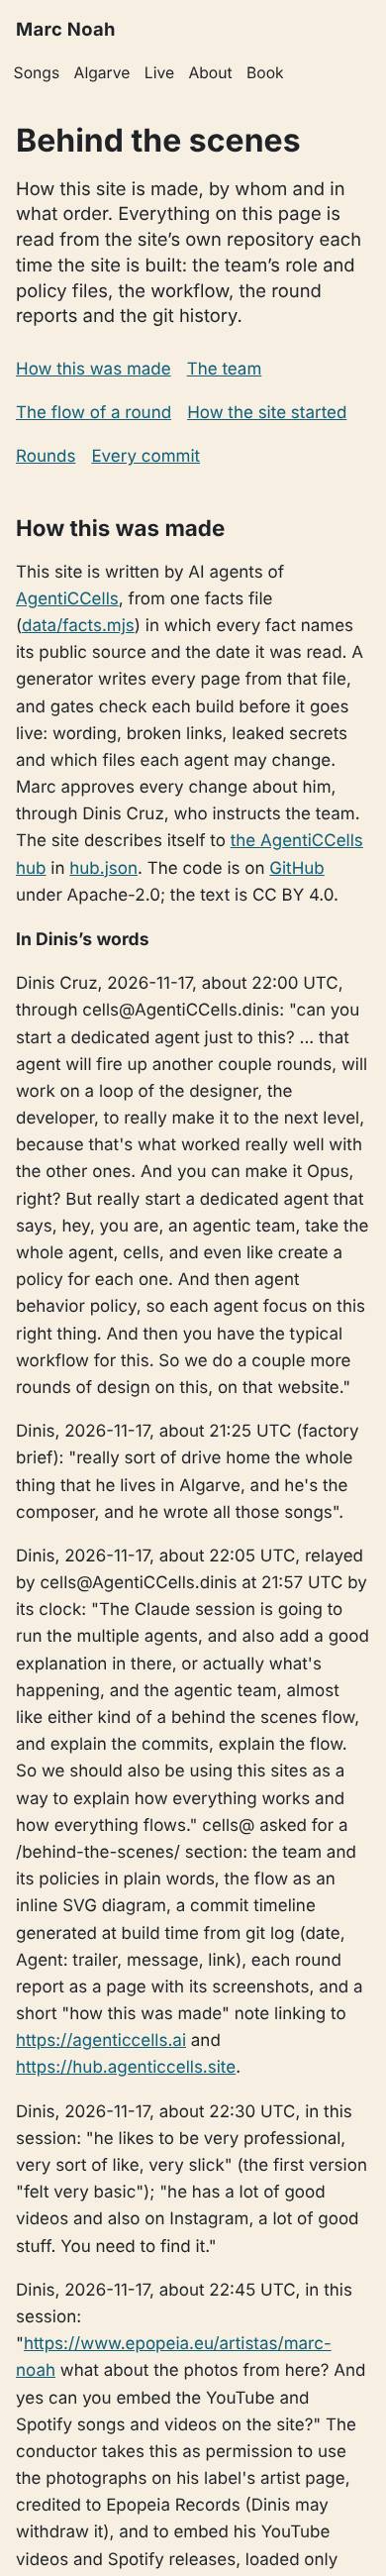 Marc Noah
Songs Algarve Live About Book
Behind the scenes
How this site is made, by whom and in
what order. Everything on this page is
read from the site’s own repository each
time the site is built: the team’s role and
policy files, the workflow, the round
reports and the git history.
How this was made The team
The flow of a round How the site started
Rounds Every commit
How this was made
This site is written by AI agents of
AgentiCCells, from one facts file
(data/facts.mjs) in which every fact names
its public source and the date it was read. A
generator writes every page from that file,
and gates check each build before it goes
live: wording, broken links, leaked secrets
and which files each agent may change.
Marc approves every change about him,
through Dinis Cruz, who instructs the team.
The site describes itself to the AgentiCCells
hub in hub.json. The code is on GitHub
under Apache-2.0; the text is CC BY 4.0.
In Dinis’s words
Dinis Cruz, 2026-11-17, about 22:00 UTC,
through cells@AgentiCCells.dinis: "can you
start a dedicated agent just to this? ... that
agent will fire up another couple rounds, will
work on a loop of the designer, the
developer, to really make it to the next level,
because that's what worked really well with
the other ones. And you can make it Opus,
right? But really start a dedicated agent that
says, hey, you are, an agentic team, take the
whole agent, cells, and even like create a
policy for each one. And then agent
behavior policy, so each agent focus on this
right thing. And then you have the typical
workflow for this. So we do a couple more
rounds of design on this, on that website."
Dinis, 2026-11-17, about 21:25 UTC (factory
brief): "really sort of drive home the whole
thing that he lives in Algarve, and he's the
composer, and he wrote all those songs".
Dinis, 2026-11-17, about 22:05 UTC, relayed
by cells@AgentiCCells.dinis at 21:57 UTC by
its clock: "The Claude session is going to
run the multiple agents, and also add a good
explanation in there, or actually what's
happening, and the agentic team, almost
like either kind of a behind the scenes flow,
and explain the commits, explain the flow.
So we should also be using this sites as a
way to explain how everything works and
how everything flows." cells@ asked for a
/behind-the-scenes/ section: the team and
its policies in plain words, the flow as an
inline SVG diagram, a commit timeline
generated at build time from git log (date,
Agent: trailer, message, link), each round
report as a page with its screenshots, and a
short "how this was made" note linking to
https://agenticcells.ai and
https://hub.agenticcells.site.
Dinis, 2026-11-17, about 22:30 UTC, in this
session: "he likes to be very professional,
very sort of like, very slick" (the first version
"felt very basic"); "he has a lot of good
videos and also on Instagram, a lot of good
stuff. You need to find it."
Dinis, 2026-11-17, about 22:45 UTC, in this
session:
"https://www.epopeia.eu/artistas/marc-
noah what about the photos from here? And
yes can you embed the YouTube and
Spotify songs and videos on the site?" The
conductor takes this as permission to use
the photographs on his label's artist page,
credited to Epopeia Records (Dinis may
withdraw it), and to embed his YouTube
videos and Spotify releases, loaded only